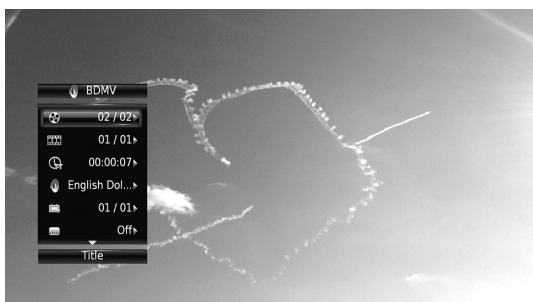 BDMV
02 / 02
01 / 01
00:00:07
English Dol...
01 / 01
Off
Title